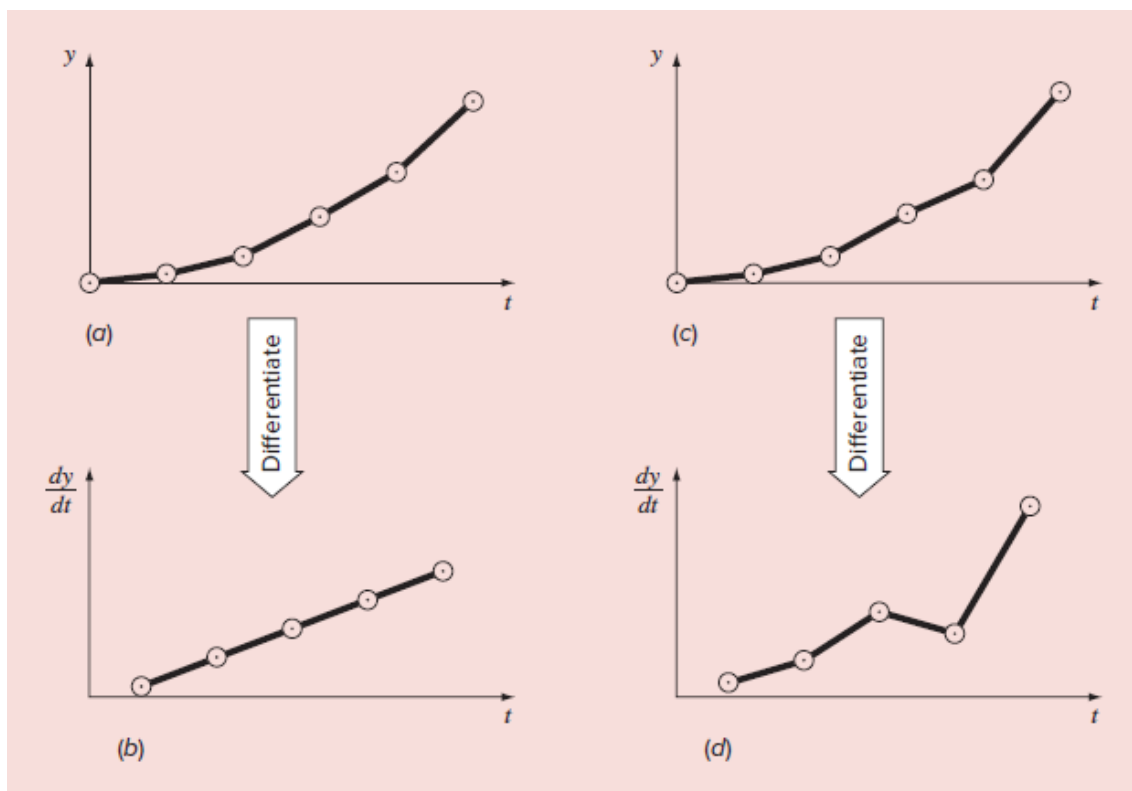 y
t
(a)
Differentiate
dy
dt
t
(b)
y
t
(c)
Differentiate
dy
dt
t
(d)